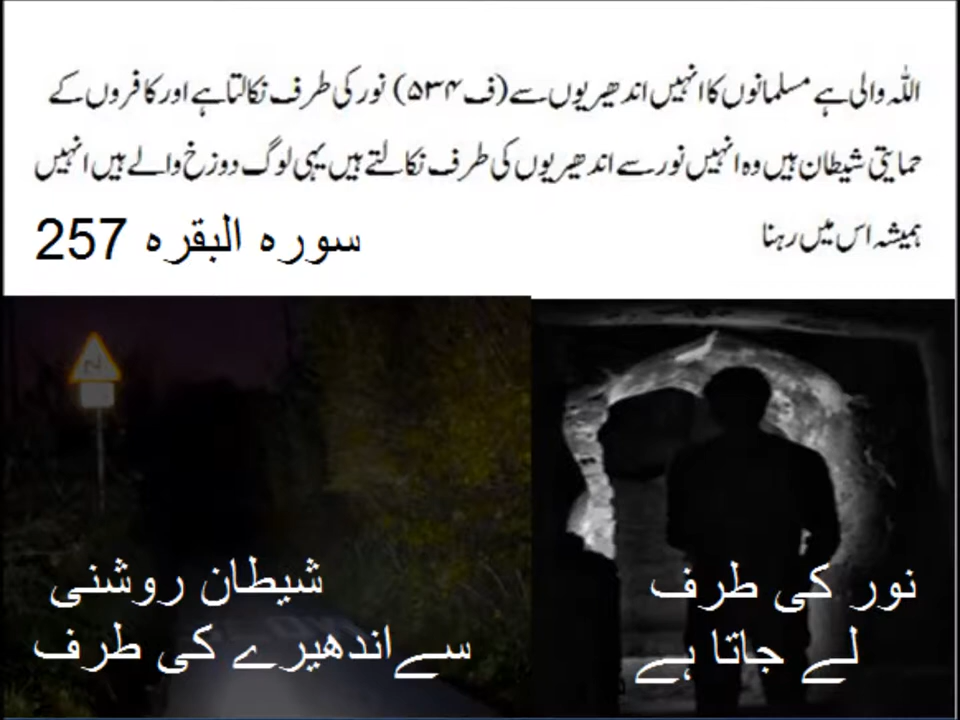 اللہ والی ہے مسلمانوں کا انہیں اندھیریوں سے (ف۵۳۴) نور کی طرف نکالتا ہے اور کافروں کے
حمایتی شیطان ہیں وہ انہیں نور سے اندھیریوں کی طرف نکالتے ہیں یہی لوگ دوزخ والے ہیں انہیں
ہمیشہ اس میں رہنا
سورہ البقرہ 257
نور کی طرف
لے جاتا ہے
شیطان روشنی
سے اندھیرے کی طرف